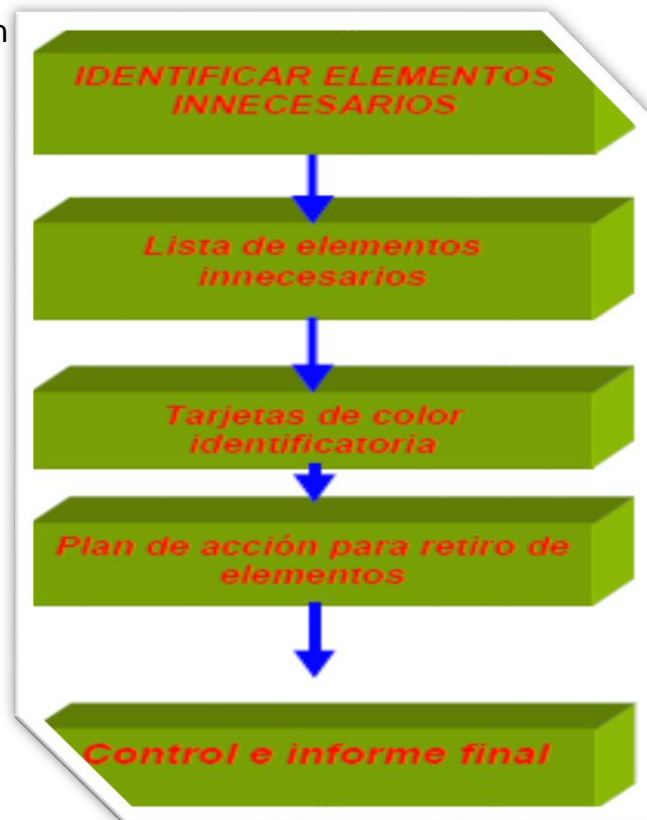 n
IDENTIFICAR ELEMENTOS
INNECESARIOS
Lista de elementos
innecesarios
Tarjetas de color
identificatoria
Plan de acción para retiro de
elementos
Control e informe final